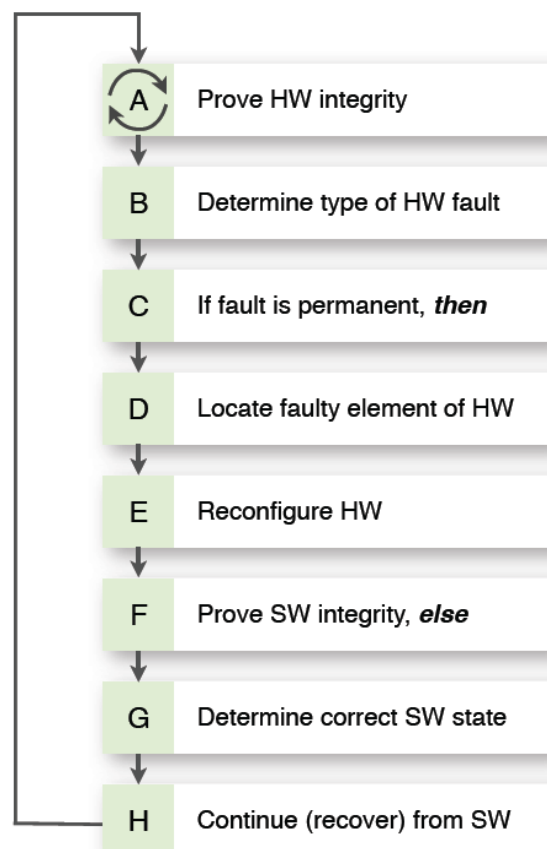 A Prove HW integrity
B Determine type of HW fault
C If fault is permanent, then
D Locate faulty element of HW
E Reconfigure HW
F Prove SW integrity, else
G Determine correct SW state
H Continue (recover) from SW